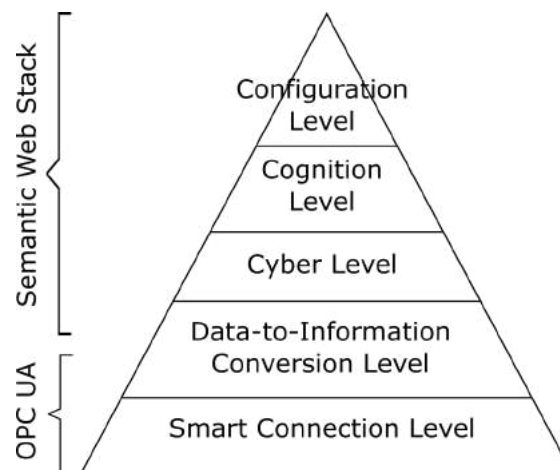 Configuration
Level
Cognition
Level
Cyber Level
Data-to-Information
Conversion Level
Smart Connection Level
Semantic Web Stack
OPC UA